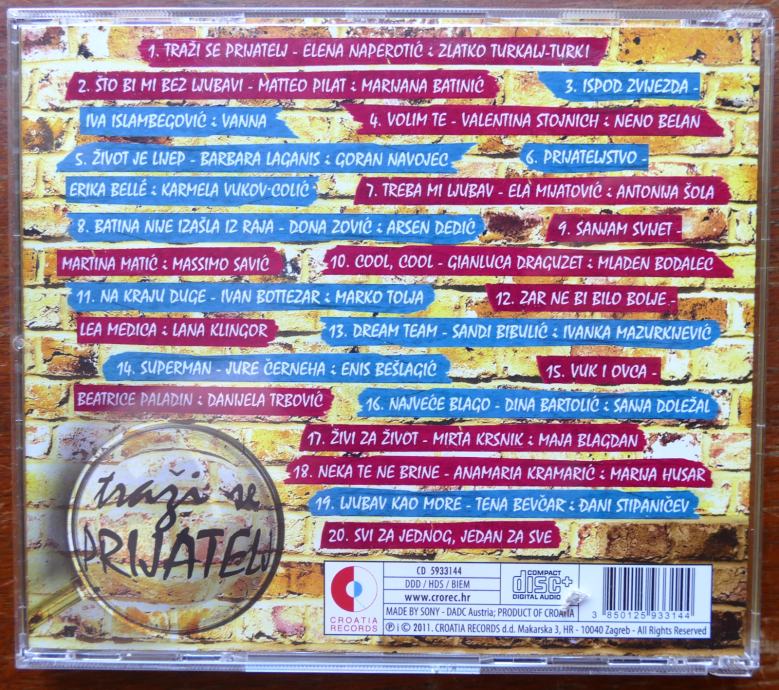 1. TRAŽI SE PRIJATELJ - ELENA NAPEROTIĆ i ZLATKO TURKALJ-TURKI
2. ŠTO BI MI BEZ LJUBAVI - MATTEO PILAT i MARIJANA BATINIĆ
3. ISPOD ZVIJEZDA -
IVA ISLAMBEGOVIĆ i VANNA
4. VOLIM TE - VALENTINA STOJNICH i NENO BELAN
5. ŽIVOT JE LIJEP - BARBARA LAGANIS i GORAN NAVOJEC
6. PRIJATELJSTVO -
ERIKA BELLÉ i KARMELA VUKOV-COLIĆ
7. TREBA MI LJUBAV - ELA MIJATOVIĆ i ANTONIJA ŠOLA
8. BATINA NIJE IZAŠLA IZ RAJA - DONA ZOVIĆ i ARSEN DEDIĆ
9. SANJAM SVIJET -
MARTINA MATIĆ i MASSIMO SAVIĆ
10. COOL, COOL - GIANLUCA DRAGUZET i MLADEN BODALEC
11. NA KRAJU DUGE - IVAN BOTTEZAR i MARKO TOLJA
12. ZAR NE BI BILO BOLJE -
LEA MEDICA i LANA KLINGOR
13. DREAM TEAM - SANDI BIBULIĆ i IVANKA MAZURKIJEVIĆ
14. SUPERMAN - JURE ČERNEHA i ENIS BEŠLAGIĆ
15. VUK I OVCA -
BEATRICE PALADIN i DANIJELA TRBOVIĆ
16. NAJVEĆE BLAGO - DINA BARTOLIĆ i SANJA DOLEŽAL
17. ŽIVI ZA ŽIVOT - MIRTA KRSNIK i MAJA BLAGDAN
18. NEKA TE NE BRINE - ANAMARIA KRAMARIĆ i MARIJA HUSAR
19. LJUBAV KAO MORE - TENA BEVČAR i ĐANI STIPANIČEV
20. SVI ZA JEDNOG, JEDAN ZA SVE
traži se
PRIJATELJ
CROATIA
RECORDS
CD 5933144
DDD / HDS / BIEM
www.crorec.hr
COMPACT
disc+
DIGITAL AUDIO
MADE BY SONY - DADC Austria; PRODUCT OF CROATIA
3 850125 933144
℗ i © 2011. CROATIA RECORDS d.d. Makarska 3, HR - 10040 Zagreb - All Rights Reserved